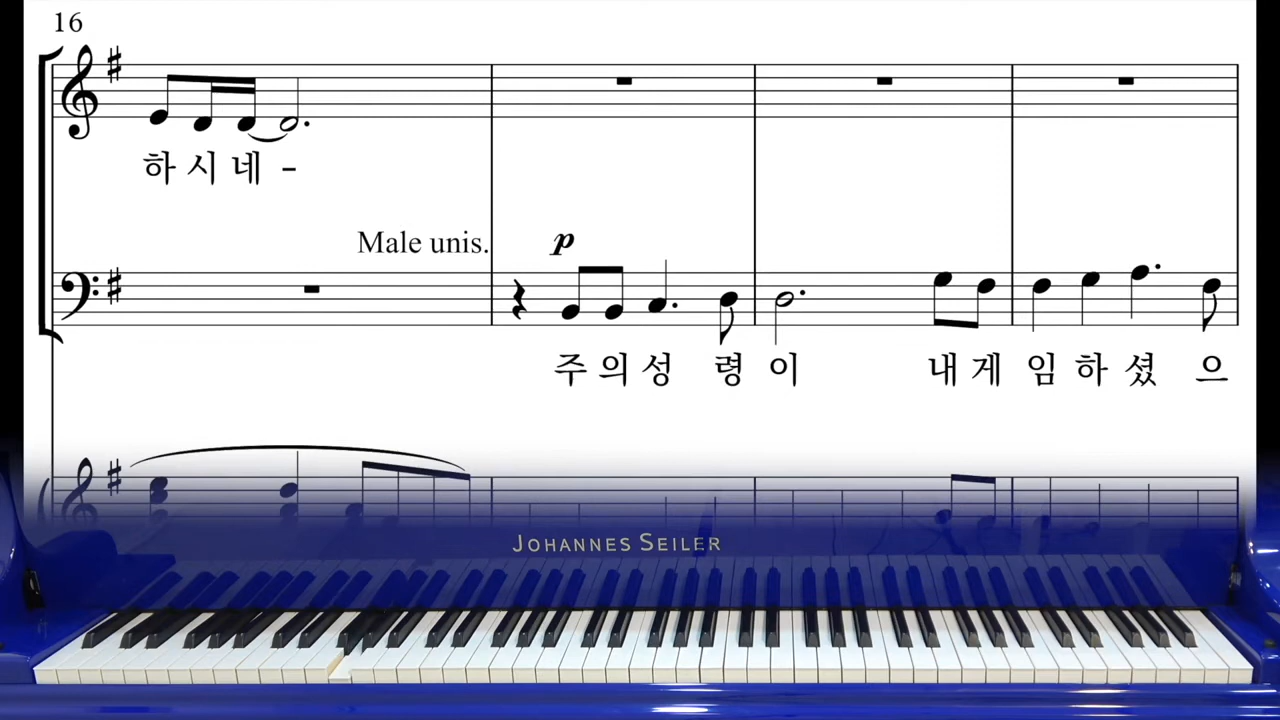 16
하시네 -
Male unis. p
주의성 령 이 내게 임하셨 으
JOHANNES SEILER